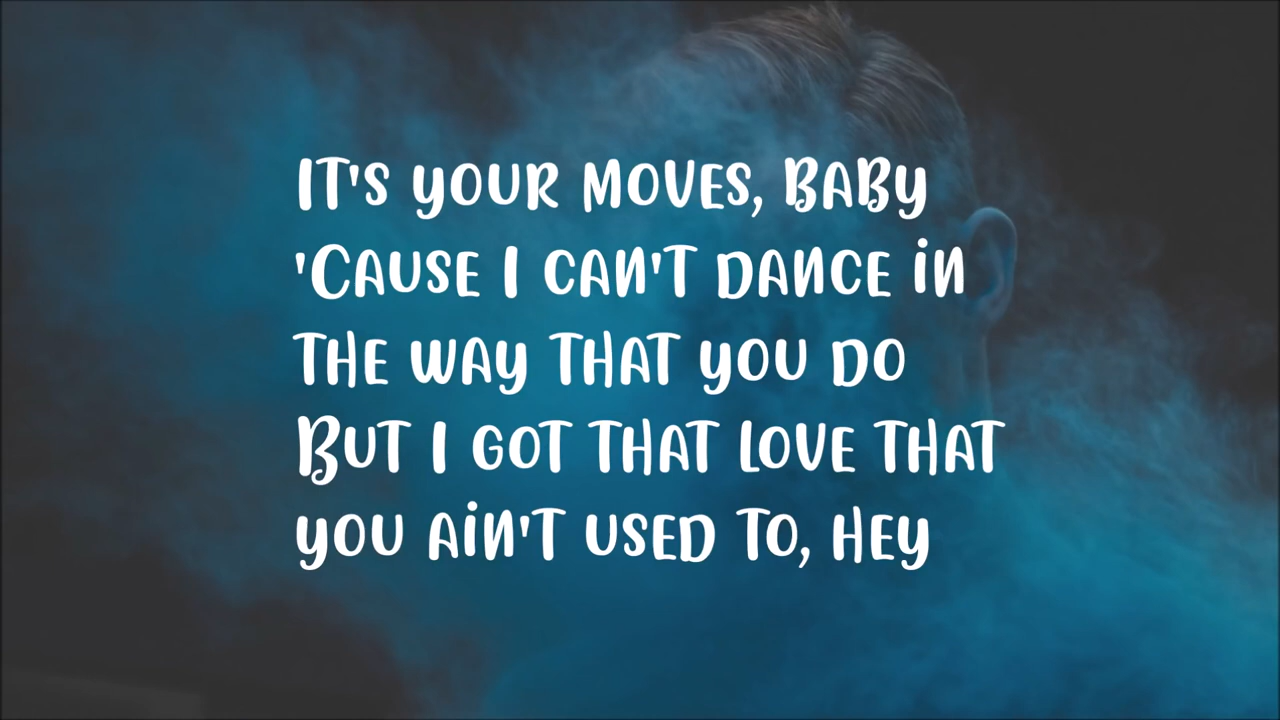 It's your moves, baby
'Cause I can't dance in
the way that you do
But I got that love that
you ain't used to, hey